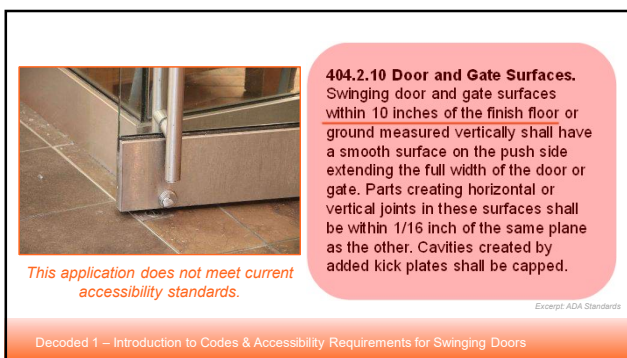 404.2.10 Door and Gate Surfaces.
Swinging door and gate surfaces
within 10 inches of the finish floor or
ground measured vertically shall have
a smooth surface on the push side
extending the full width of the door or
gate. Parts creating horizontal or
vertical joints in these surfaces shall
be within 1/16 inch of the same plane
as the other. Cavities created by
added kick plates shall be capped.
This application does not meet current
accessibility standards.
Excerpt: ADA Standards
Decoded 1 – Introduction to Codes & Accessibility Requirements for Swinging Doors